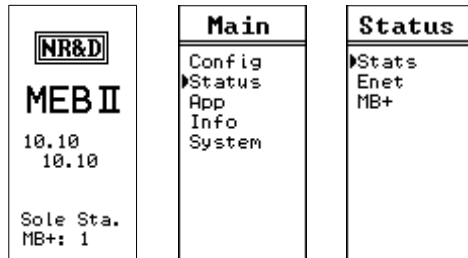 NR&D
MEB II
10.10
10.10
Sole Sta.
MB+: 1
Main
Config
Status
App
Info
System
Status
Stats
Enet
MB+